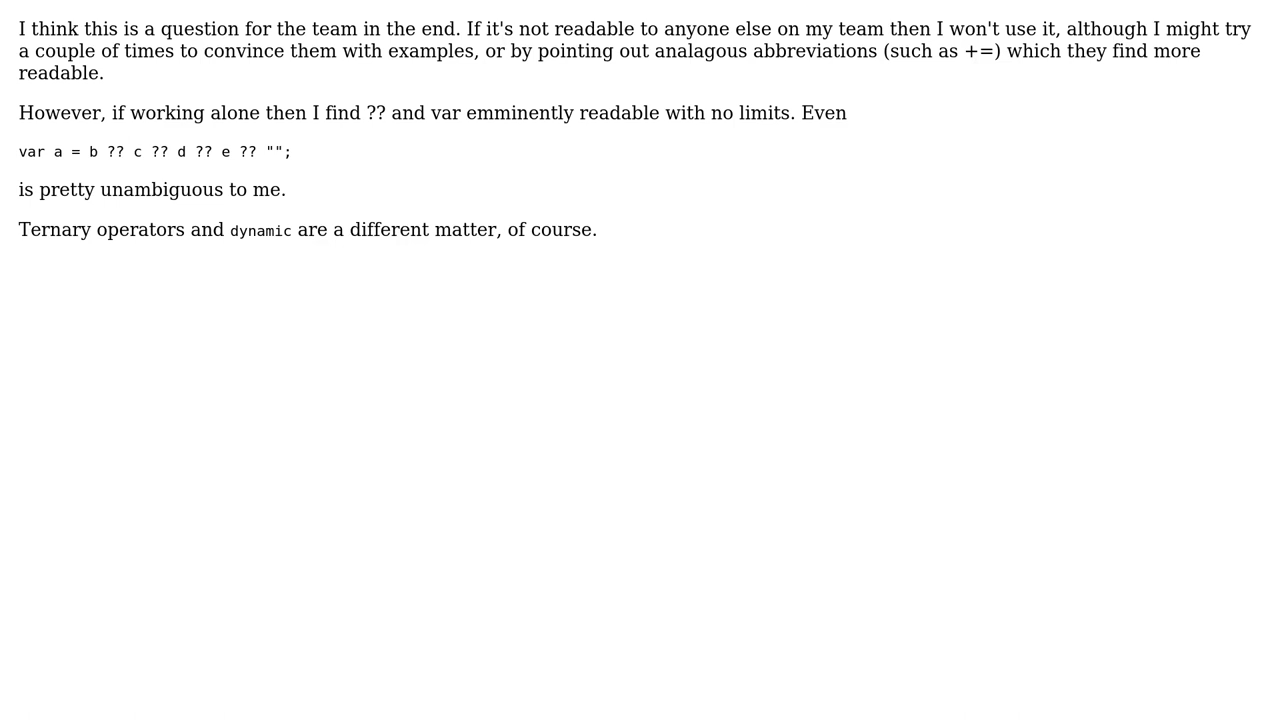 I think this is a question for the team in the end. If it's not readable to anyone else on my team then I won't use it, although I might try
a couple of times to convince them with examples, or by pointing out analagous abbreviations (such as +=) which they find more
readable.
However, if working alone then I find ?? and var emminently readable with no limits. Even
var a = b ?? c ?? d ?? e ?? "";
is pretty unambiguous to me.
Ternary operators and dynamic are a different matter, of course.